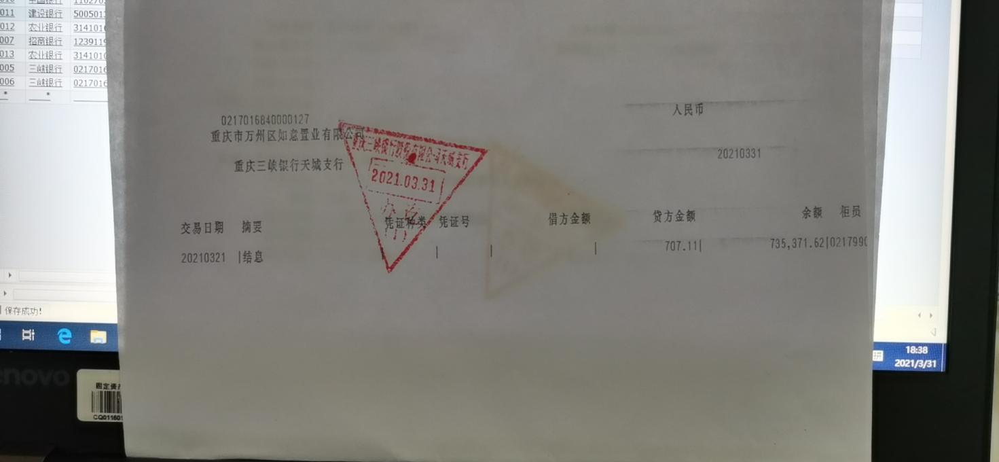 011 建设银行 500501
012 农业银行 3141016
007 招商银行 1239119
013 农业银行 3141010
005 三峡银行 0217016
006 三峡银行 0217016
* *
人民币
0217016840000127
重庆市万州区如意置业有限公司
重庆三峡银行股份有限公司天城支行
20210331
重庆三峡银行天城支行
2021.03.31
交易日期 摘要 凭证种类 凭证号 借方金额 贷方金额 余额 柜员
20210321 |结息 | | | | 707.11| 735,371.62|0217990
保存成功!
18:38
2021/3/31
enovo
固定资产
CQ01160